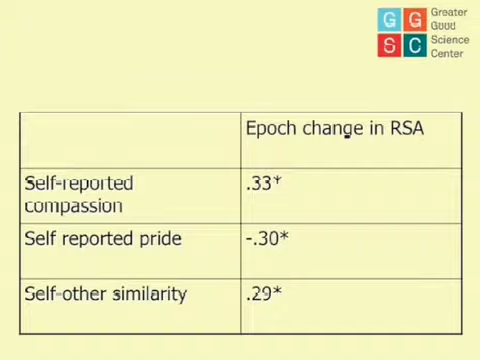 G G
S C
Greater
Good
Science
Center
Epoch change in RSA
Self-reported
compassion
.33*
Self reported pride
-.30*
Self-other similarity
.29*